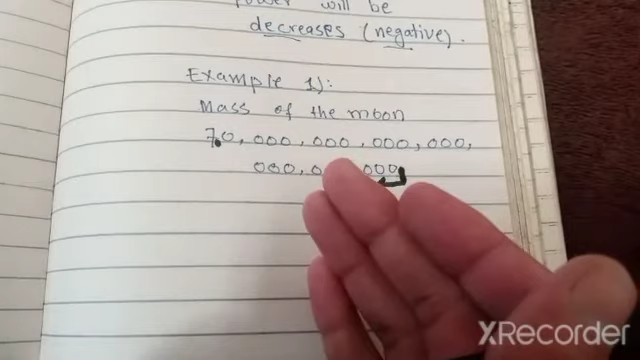 power will be
decreases (negative).
Example 1):
Mass of the moon
7.0,000,000,000,000,
000,0 ,000
XRecorder